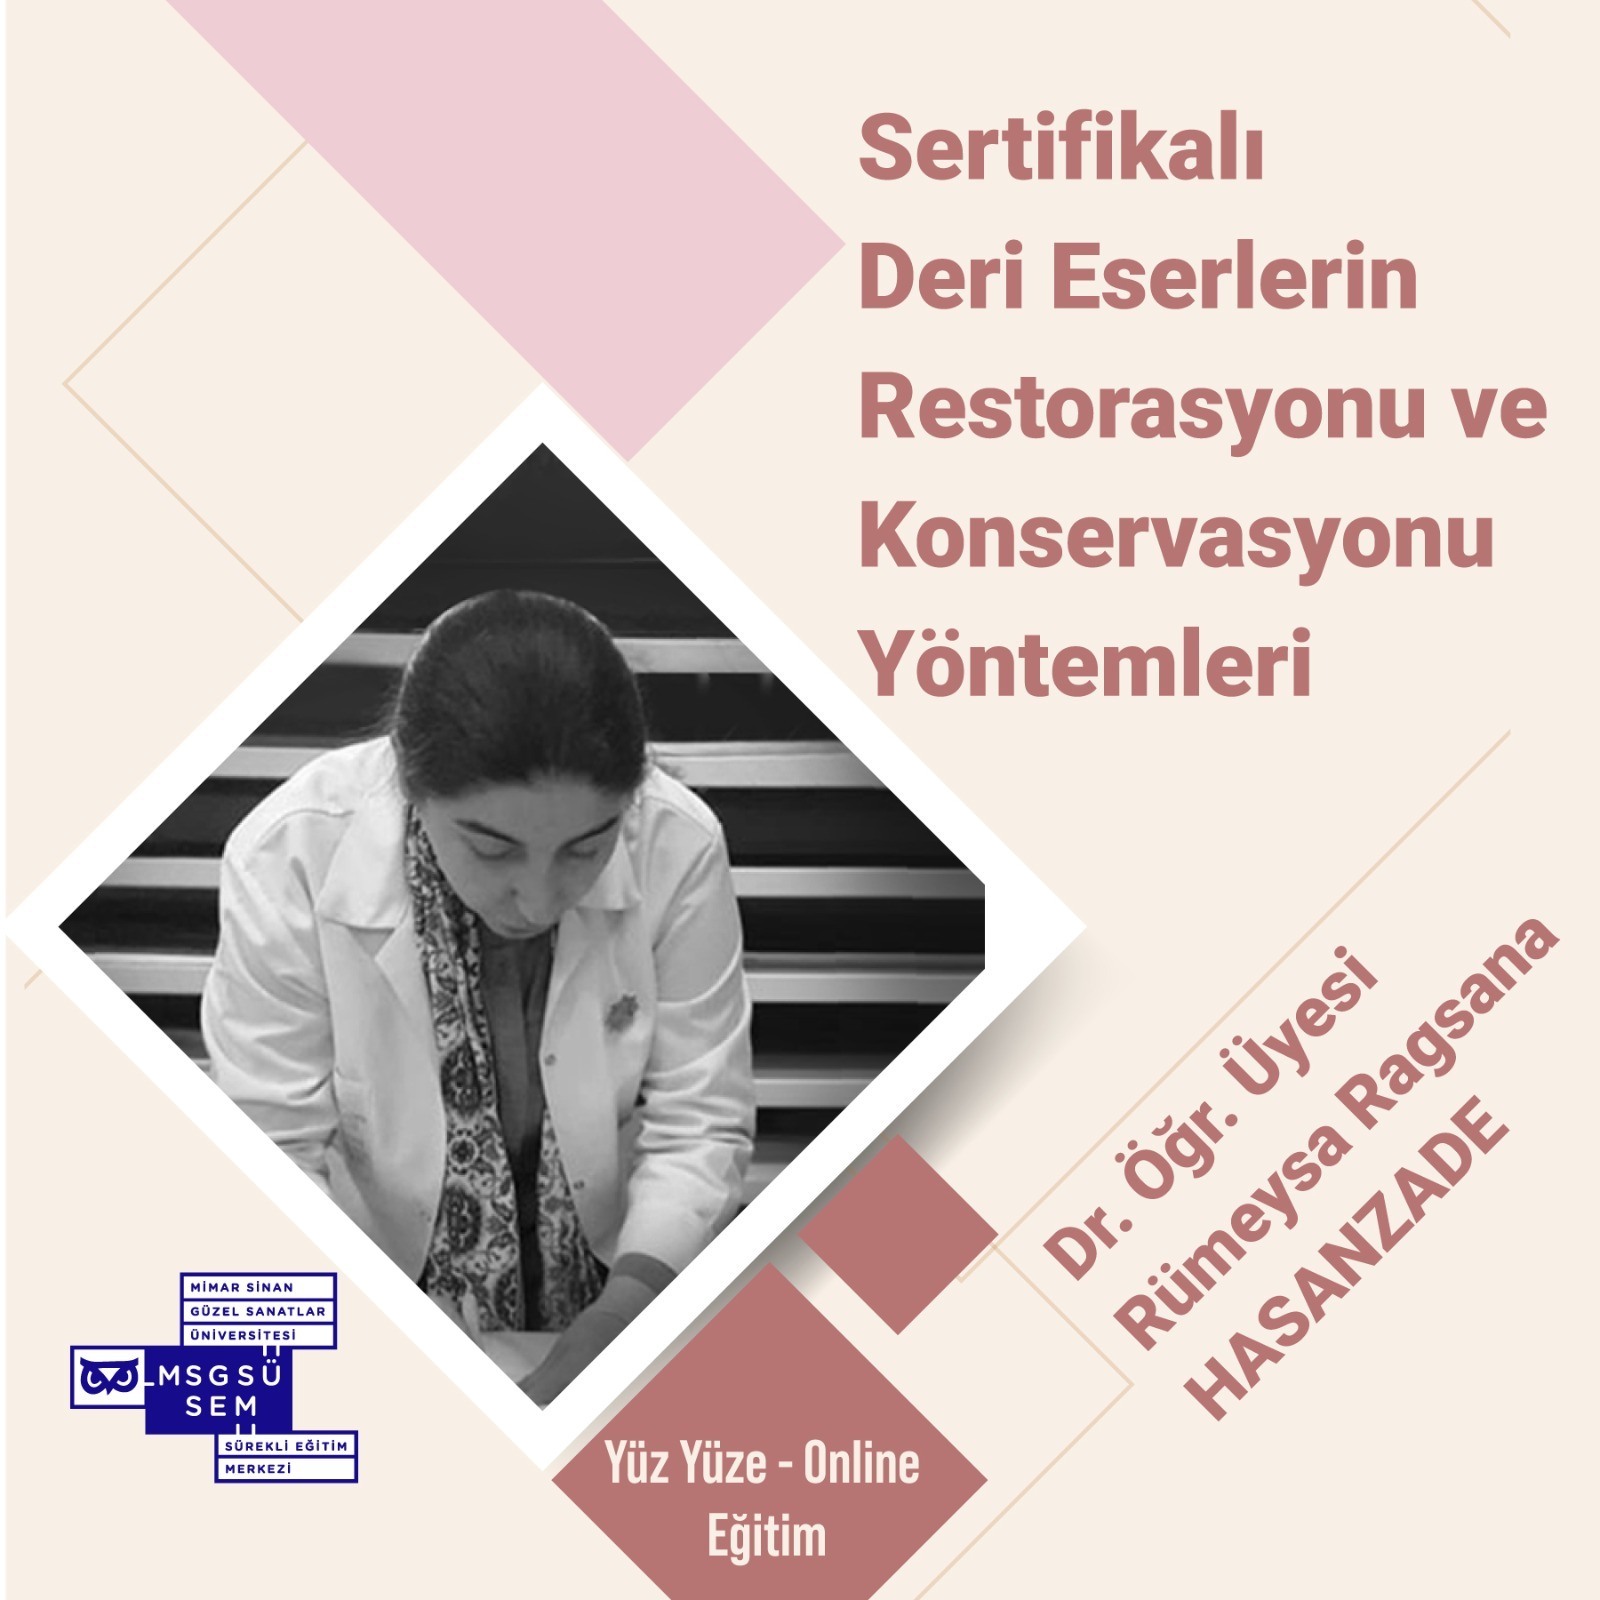 Sertifikalı
Deri Eserlerin
Restorasyonu ve
Konservasyonu
Yöntemleri
Dr. Öğr. Üyesi
Rümeysa Ragsana
HASANZADE
MİMAR SİNAN
GÜZEL SANATLAR
ÜNİVERSİTESİ
MSGSÜ
SEM
SÜREKLİ EĞİTİM
MERKEZİ
Yüz Yüze - Online
Eğitim